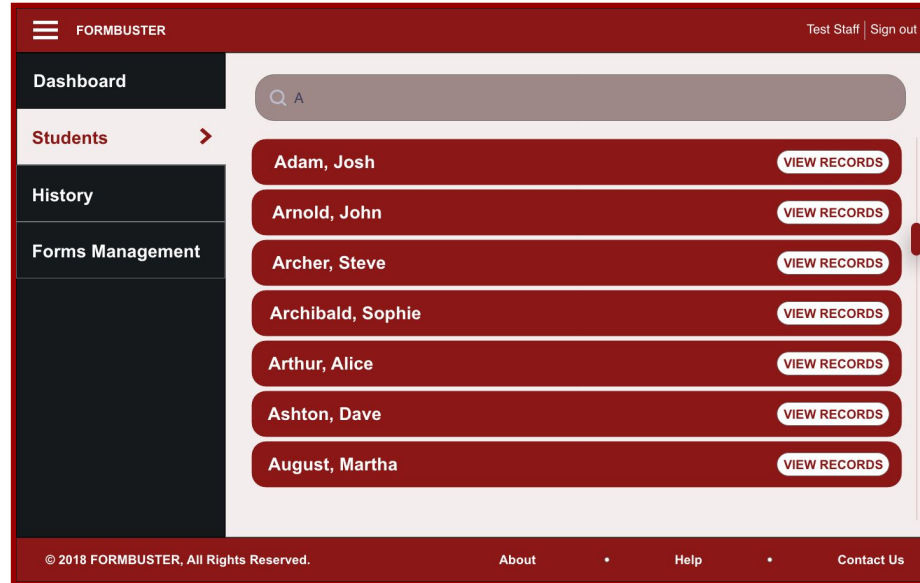 FORMBUSTER
Test Staff | Sign out
Dashboard
Students
History
Forms Management
A
Adam, Josh VIEW RECORDS
Arnold, John VIEW RECORDS
Archer, Steve VIEW RECORDS
Archibald, Sophie VIEW RECORDS
Arthur, Alice VIEW RECORDS
Ashton, Dave VIEW RECORDS
August, Martha VIEW RECORDS
© 2018 FORMBUSTER, All Rights Reserved. About • Help • Contact Us